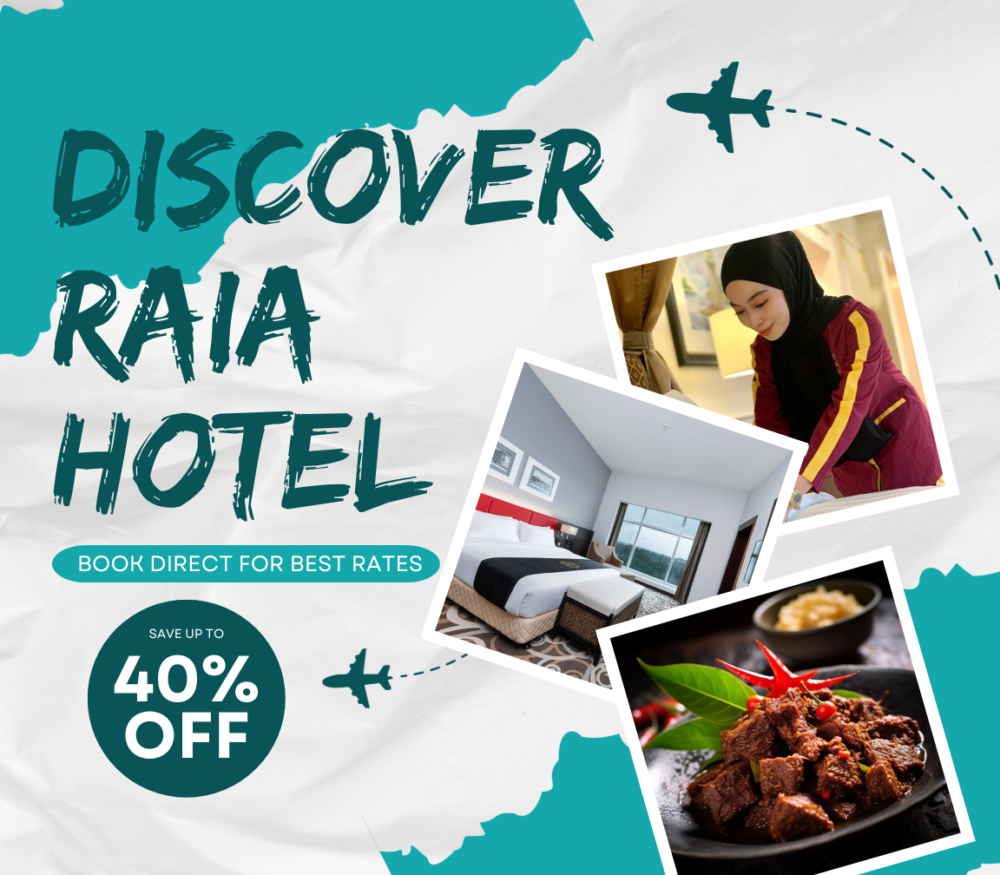 DISCOVER
RAIA
HOTEL
BOOK DIRECT FOR BEST RATES
SAVE UP TO
40%
OFF